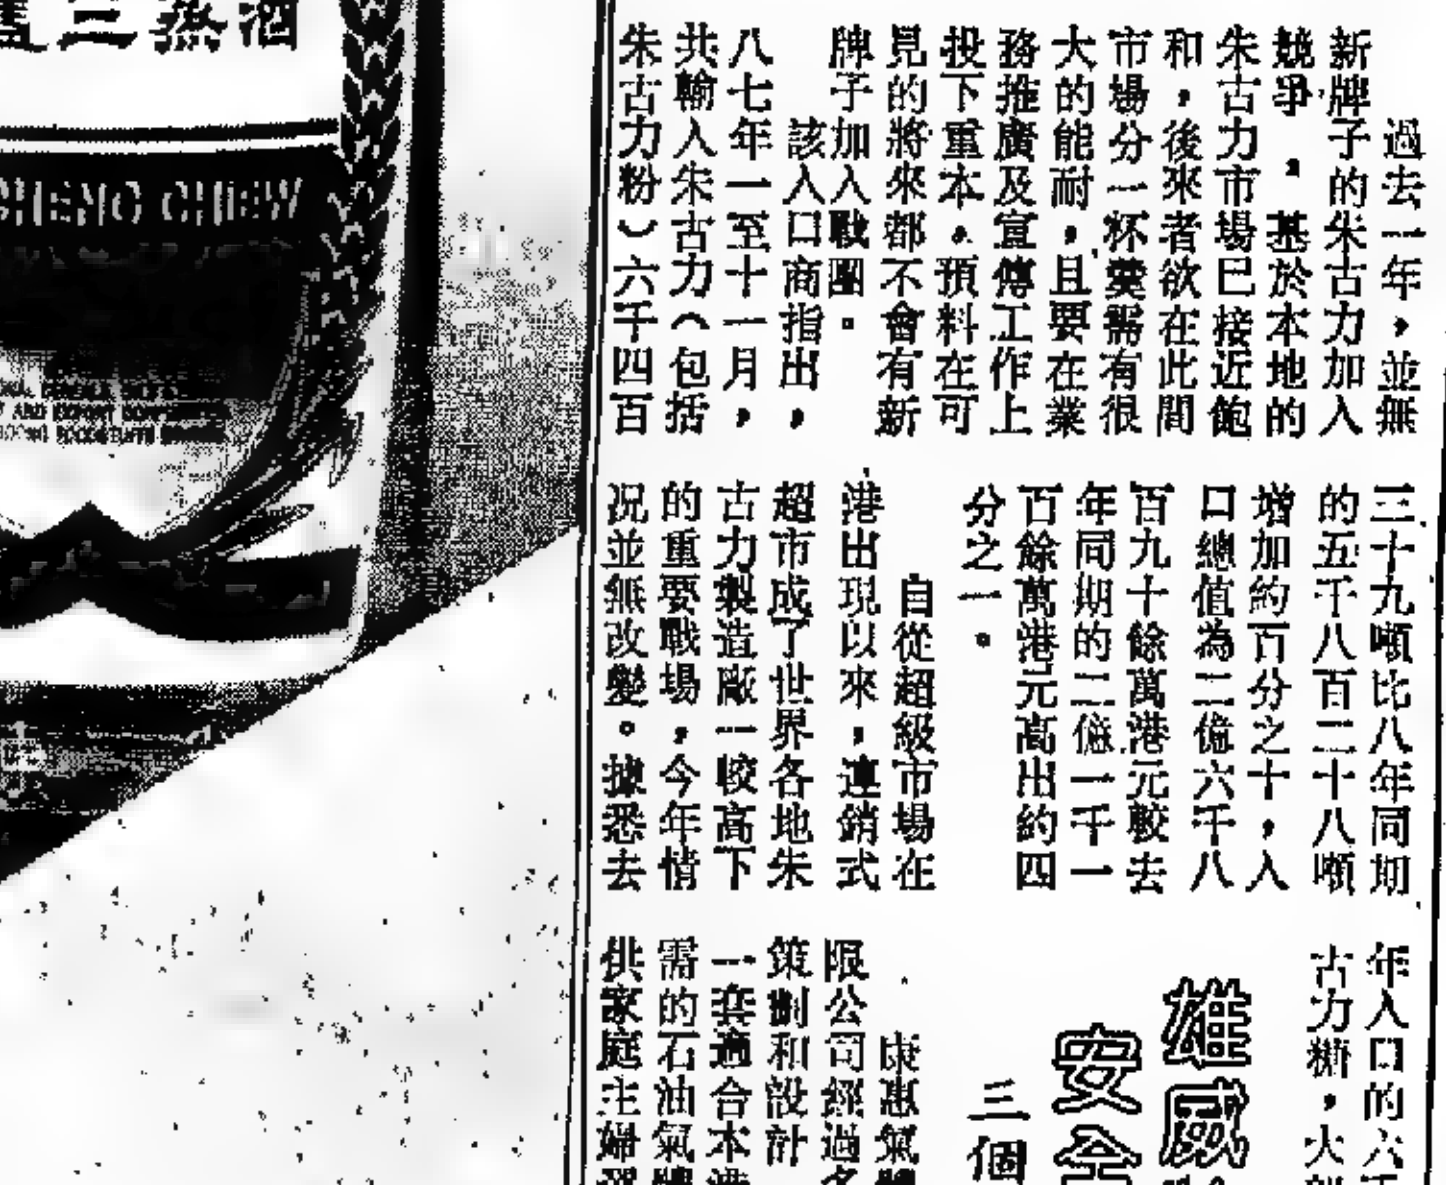 過去一年，並無
新牌子的朱古力加入
競爭。基於本地的
朱古力市場已接近飽
和，後來者欲在此間
市場分一杯羹需有很
大的能耐，且要在業
務推廣及宣傳工作上
投下重本。預料在可
見的將來都不會有新
牌子加入戰團。
該入口商指出，
八七年一至十一月，
共輸入朱古力（包括
朱古力粉）六千四百
三十九噸比八年同期
的五千八百二十八噸
增加約百分之十，入
口總值為二億六千八
百九十餘萬港元較去
年同期的二億一千一
百餘萬港元高出約四
分之一。
自從超級市場在
港出現以來，連銷式
超市成了世界各地朱
古力製造廠一較高下
的重要戰場，今年情
況並無改變。據悉去
年入口的六千
古力糖，大部
雄威
安全
三個
康惠氣體
限公司經過多
策劃和設計
一套適合本港
需的石油氣
供家庭主婦
三蒸酒
CHENG CHIEW